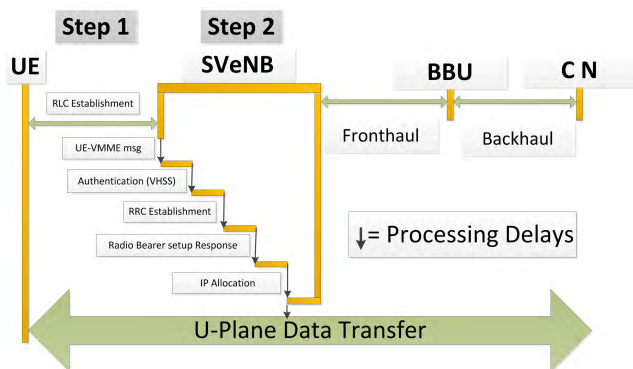 Step 1
Step 2
UE
SVeNB
BBU
C N
RLC Establishment
Fronthaul
Backhaul
UE-VMME msg
Authentication (VHSS)
RRC Establishment
Radio Bearer setup Response
= Processing Delays
IP Allocation
U-Plane Data Transfer